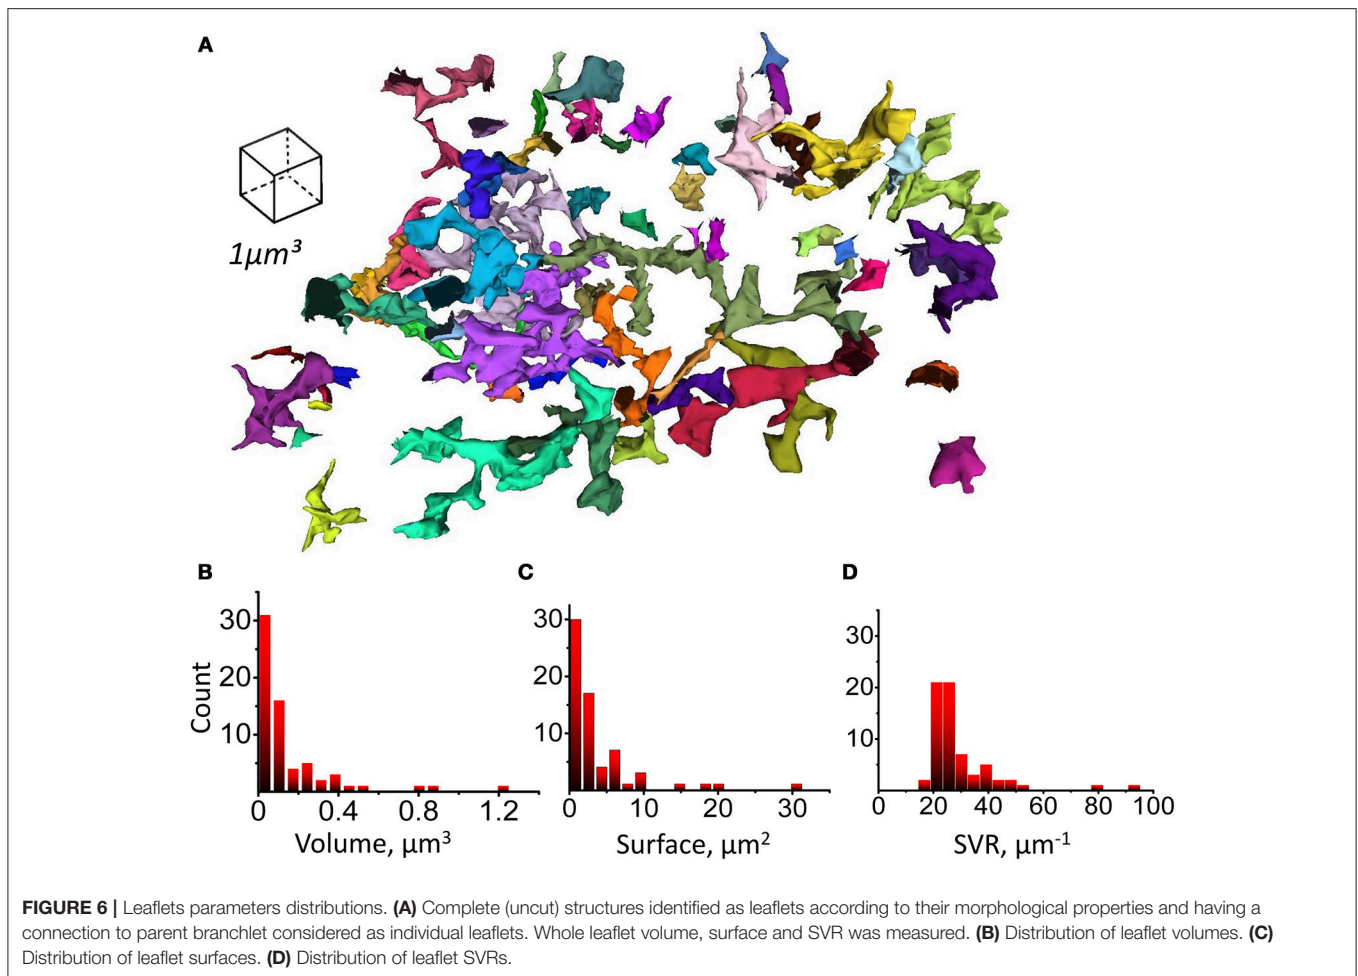 A
1μm³
B
30
20
10
Count
0
0.4
0.8
1.2
Volume, μm³
C
30
20
10
0
10
20
30
Surface, μm²
D
30
20
10
0
20
40
60
80
100
SVR, μm⁻¹
FIGURE 6 | Leaflets parameters distributions. (A) Complete (uncut) structures identified as leaflets according to their morphological properties and having a
connection to parent branchlet considered as individual leaflets. Whole leaflet volume, surface and SVR was measured. (B) Distribution of leaflet volumes. (C)
Distribution of leaflet surfaces. (D) Distribution of leaflet SVRs.